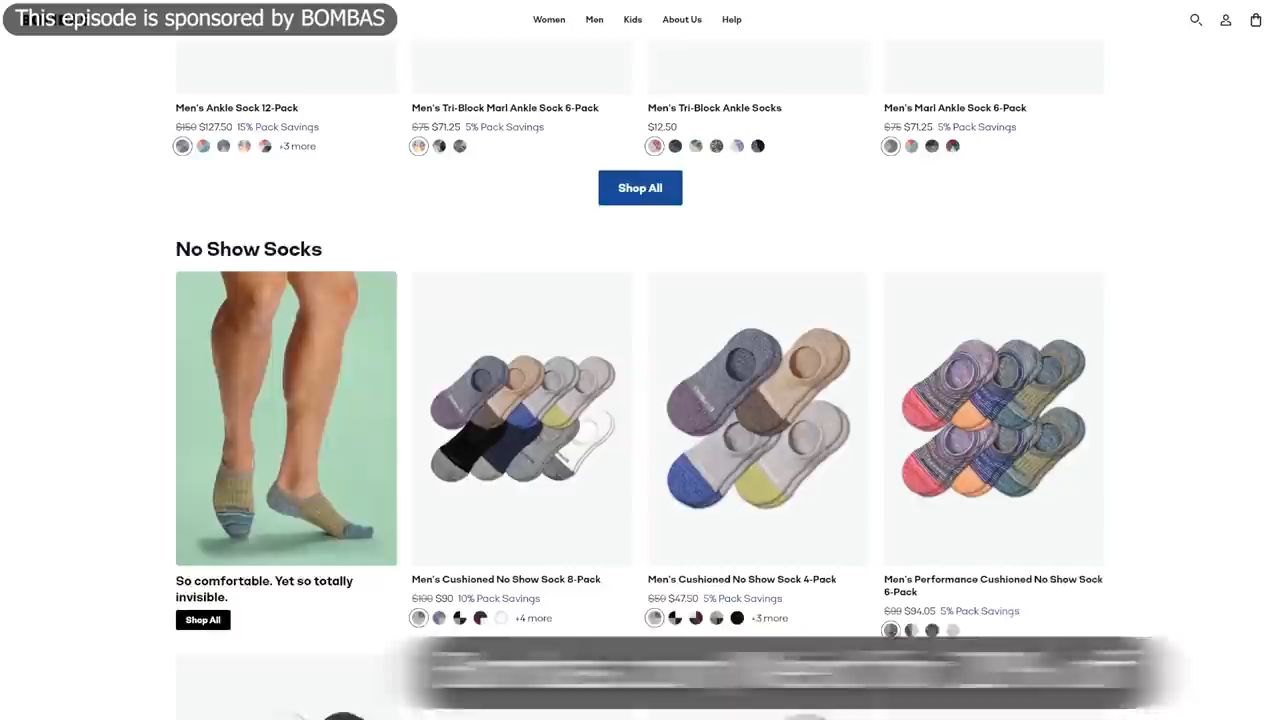 This episode is sponsored by BOMBAS
Women Men Kids About Us Help
Men's Ankle Sock 12-Pack
$150 $127.50 15% Pack Savings
+3 more
Men's Tri-Block Marl Ankle Sock 6-Pack
$75 $71.25 5% Pack Savings
Men's Tri-Block Ankle Socks
$12.50
Men's Marl Ankle Sock 6-Pack
$75 $71.25 5% Pack Savings
Shop All
No Show Socks
So comfortable. Yet so totally
invisible.
Shop All
Men's Cushioned No Show Sock 8-Pack
$100 $90 10% Pack Savings
+4 more
Men's Cushioned No Show Sock 4-Pack
$50 $47.50 5% Pack Savings
+3 more
Men's Performance Cushioned No Show Sock
6-Pack
$99 $94.05 5% Pack Savings